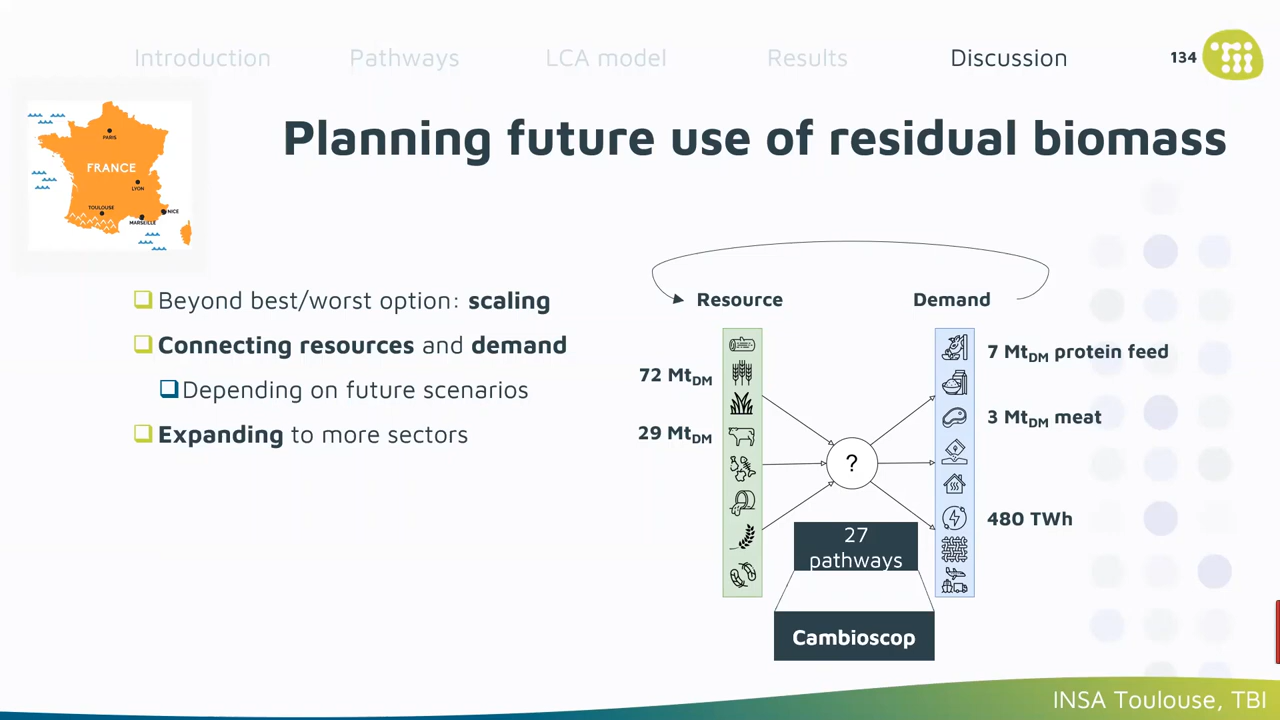 Introduction
Pathways
LCA model
Results
Discussion
134
Planning future use of residual biomass
PARIS
FRANCE
LYON
TOULOUSE
NICE
MARSEILLE
Beyond best/worst option: scaling
Connecting resources and demand
Depending on future scenarios
Expanding to more sectors
Resource
Demand
72 MtDM
29 MtDM
?
27
pathways
Cambioscop
7 MtDM protein feed
3 MtDM meat
480 TWh
INSA Toulouse, TBI